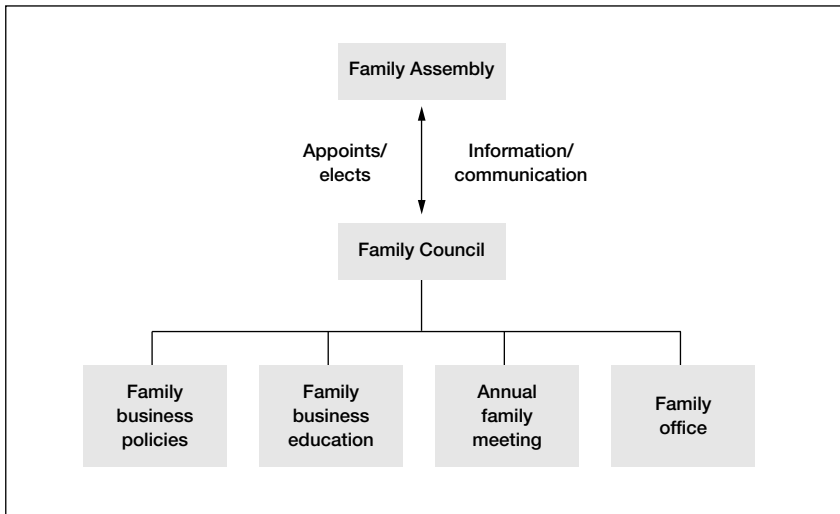 Family Assembly
Appoints/
elects
Information/
communication
Family Council
Family
business
policies
Family
business
education
Annual
family
meeting
Family
office